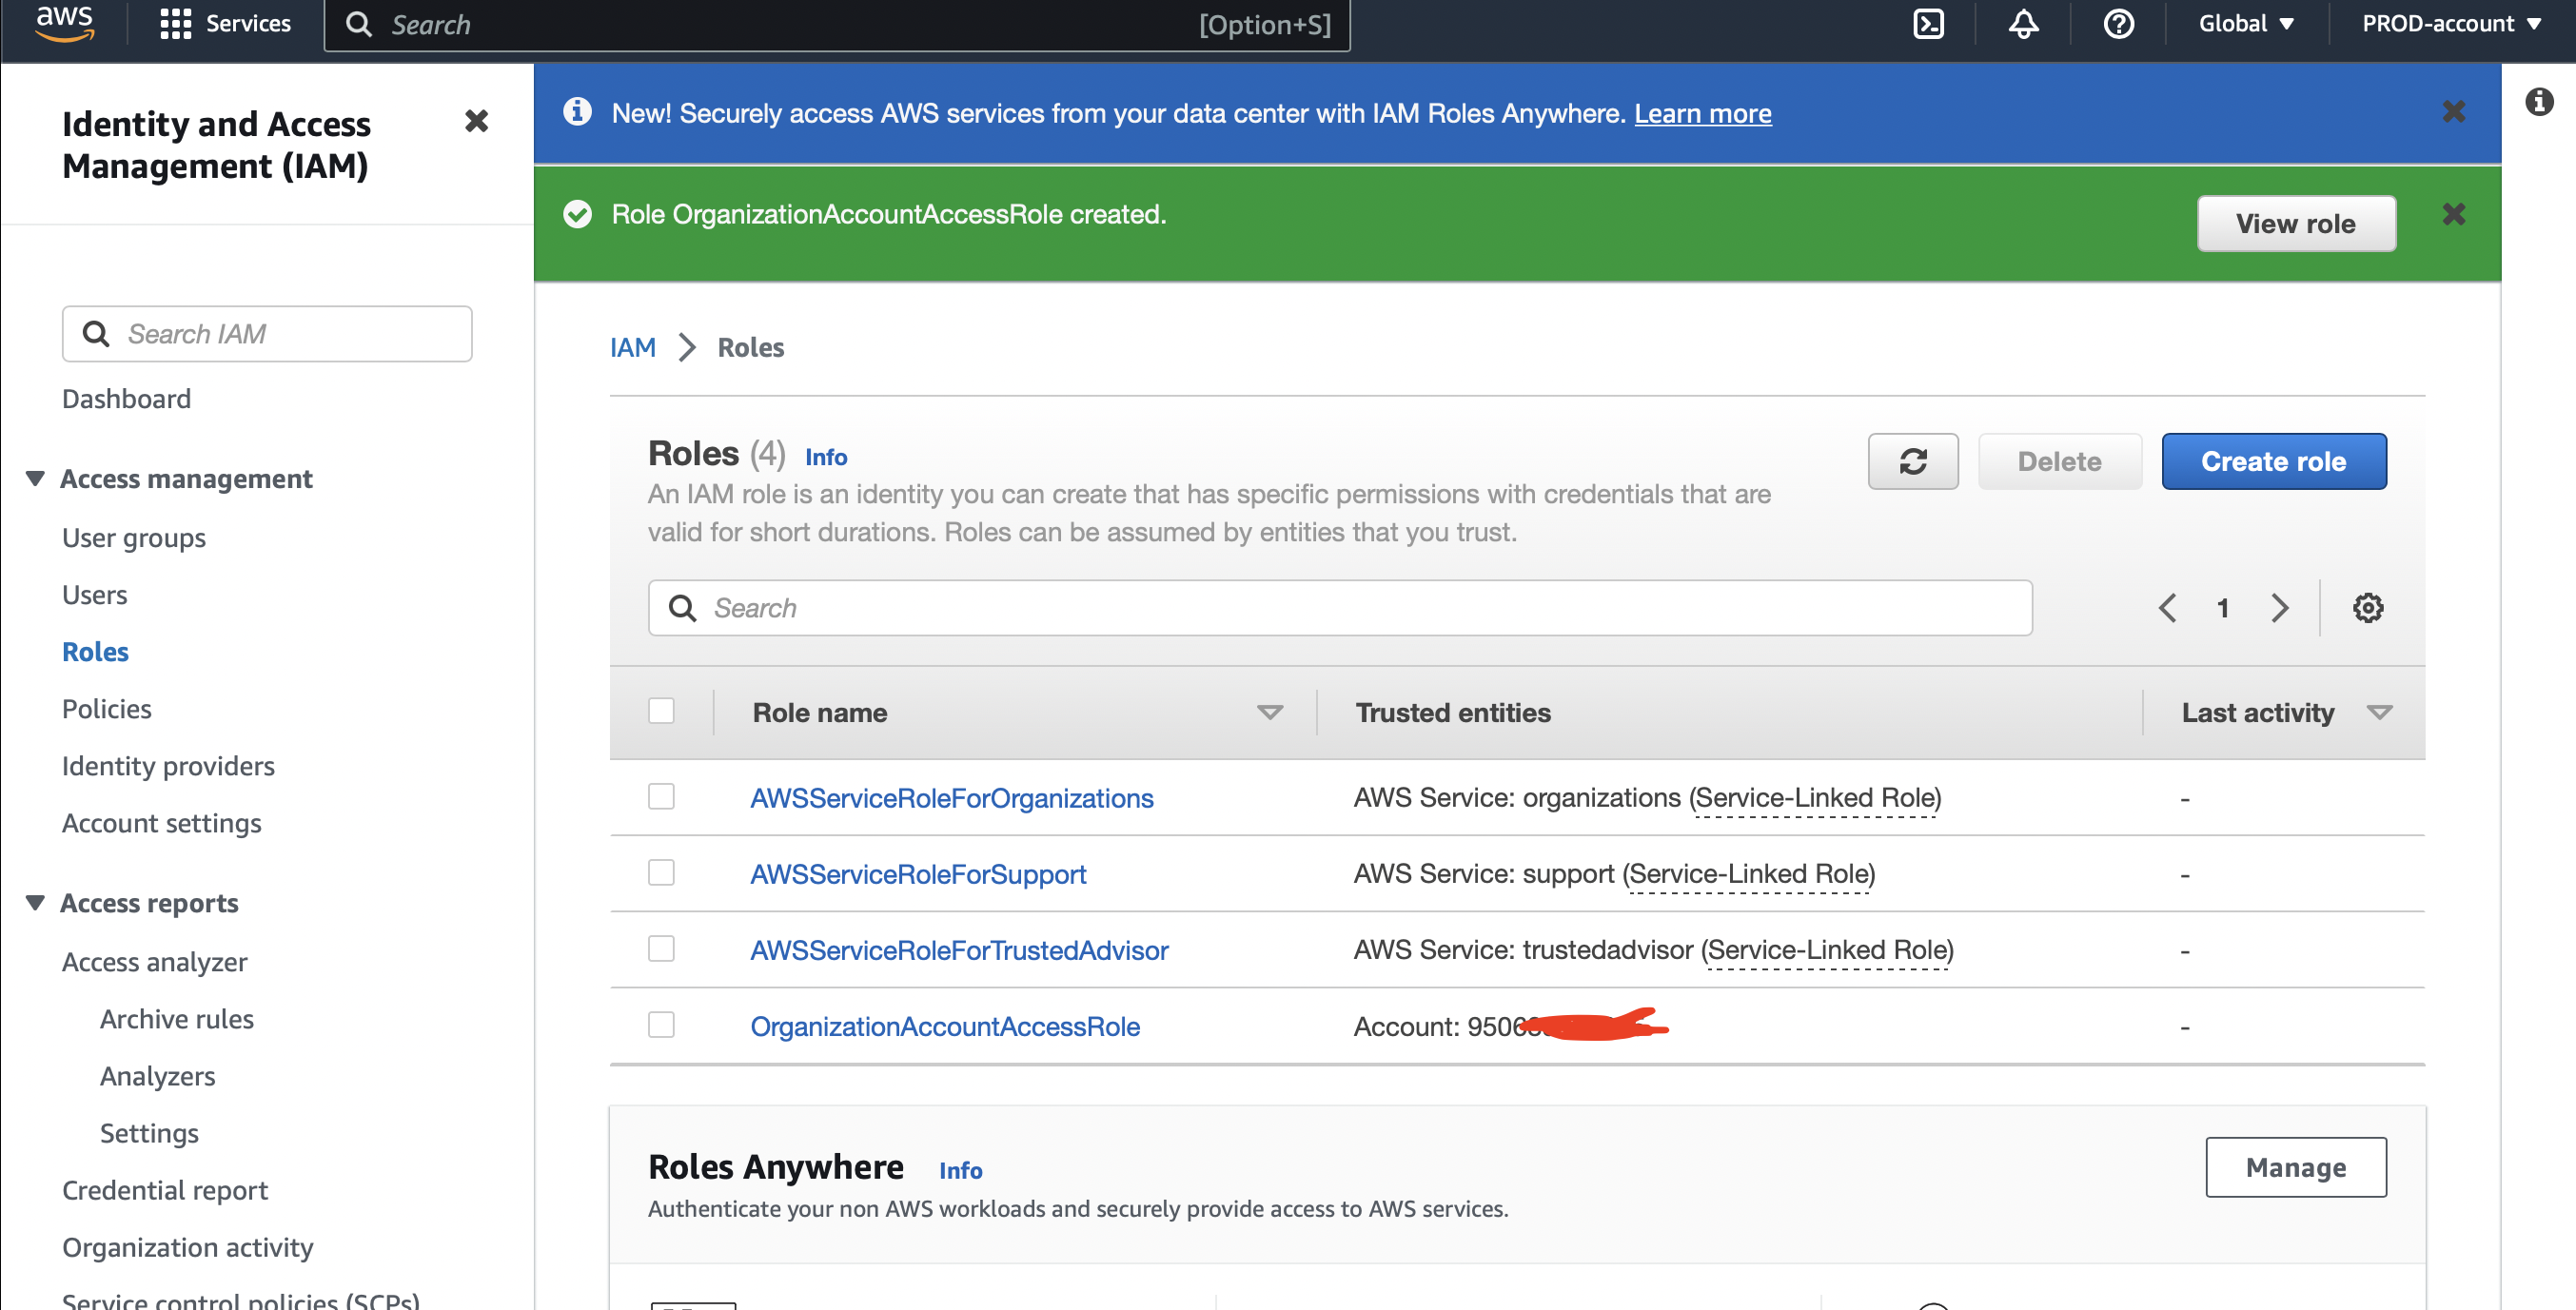 aws
Services
Search
[Option+S]
Global
PROD-account
Identity and Access
Management (IAM)
Search IAM
Dashboard
Access management
User groups
Users
Roles
Policies
Identity providers
Account settings
Access reports
Access analyzer
Archive rules
Analyzers
Settings
Credential report
Organization activity
Service control policies (SCPs)
New! Securely access AWS services from your data center with IAM Roles Anywhere. Learn more
Role OrganizationAccountAccessRole created.
View role
IAM
Roles
Roles (4) Info
An IAM role is an identity you can create that has specific permissions with credentials that are
valid for short durations. Roles can be assumed by entities that you trust.
Delete
Create role
Search
1
Role name
Trusted entities
Last activity
AWSServiceRoleForOrganizations
AWS Service: organizations (Service-Linked Role)
-
AWSServiceRoleForSupport
AWS Service: support (Service-Linked Role)
-
AWSServiceRoleForTrustedAdvisor
AWS Service: trustedadvisor (Service-Linked Role)
-
OrganizationAccountAccessRole
Account:
-
Roles Anywhere Info
Authenticate your non AWS workloads and securely provide access to AWS services.
Manage